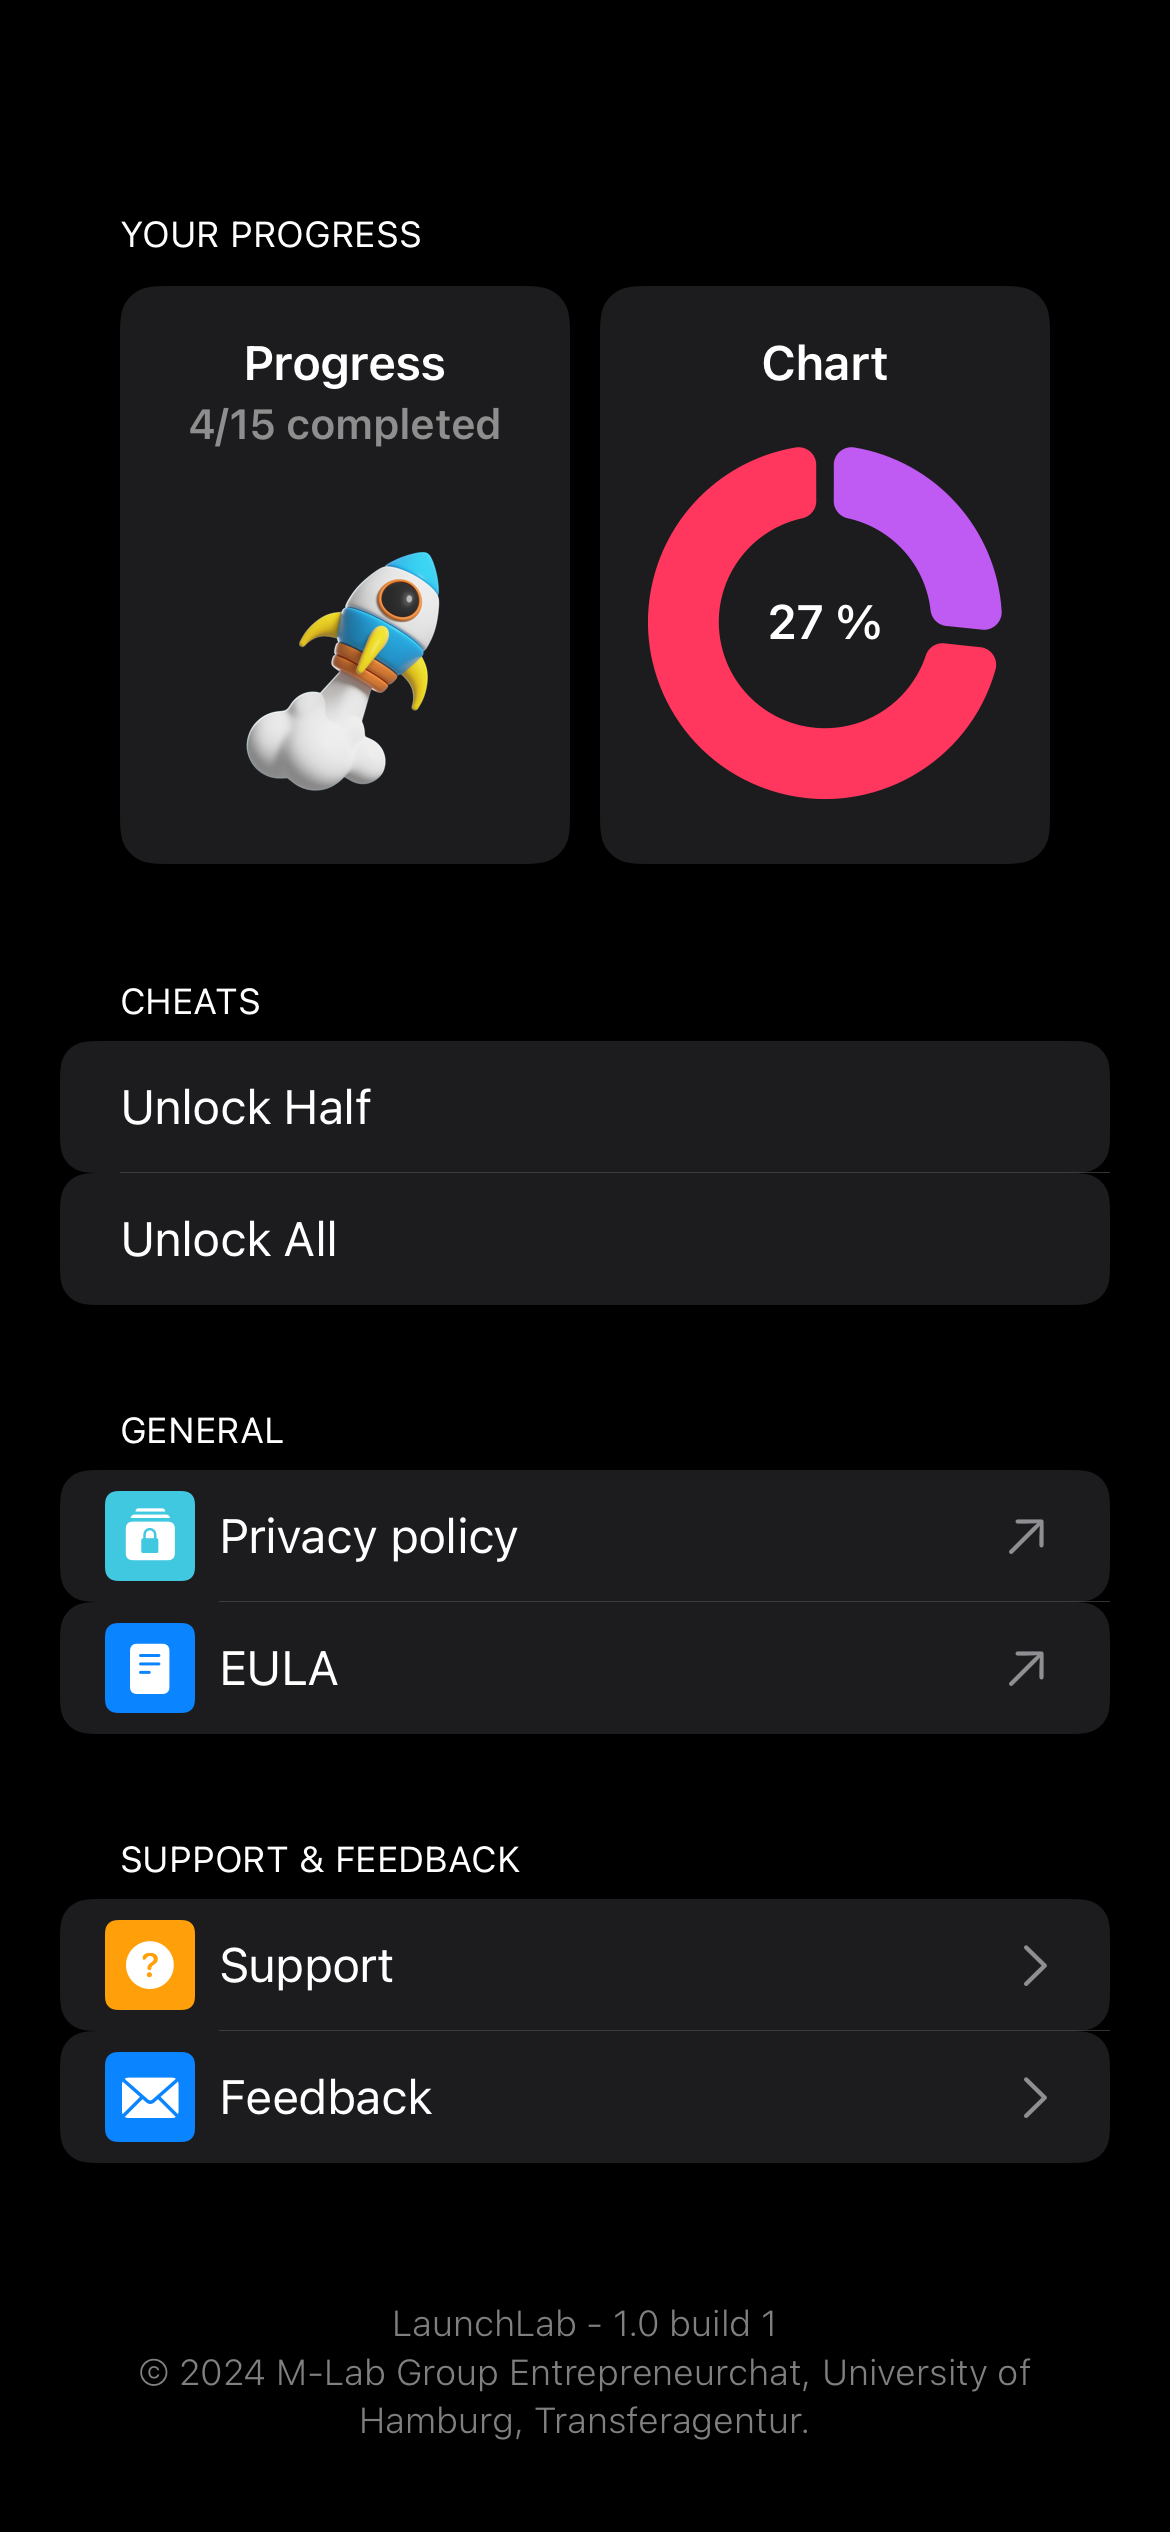 YOUR PROGRESS
Progress
4/15 completed
Chart
27 %
CHEATS
Unlock Half
Unlock All
GENERAL
Privacy policy
EULA
SUPPORT & FEEDBACK
?
Support
Feedback
LaunchLab - 1.0 build 1
© 2024 M-Lab Group Entrepreneurchat, University of
Hamburg, Transferagentur.